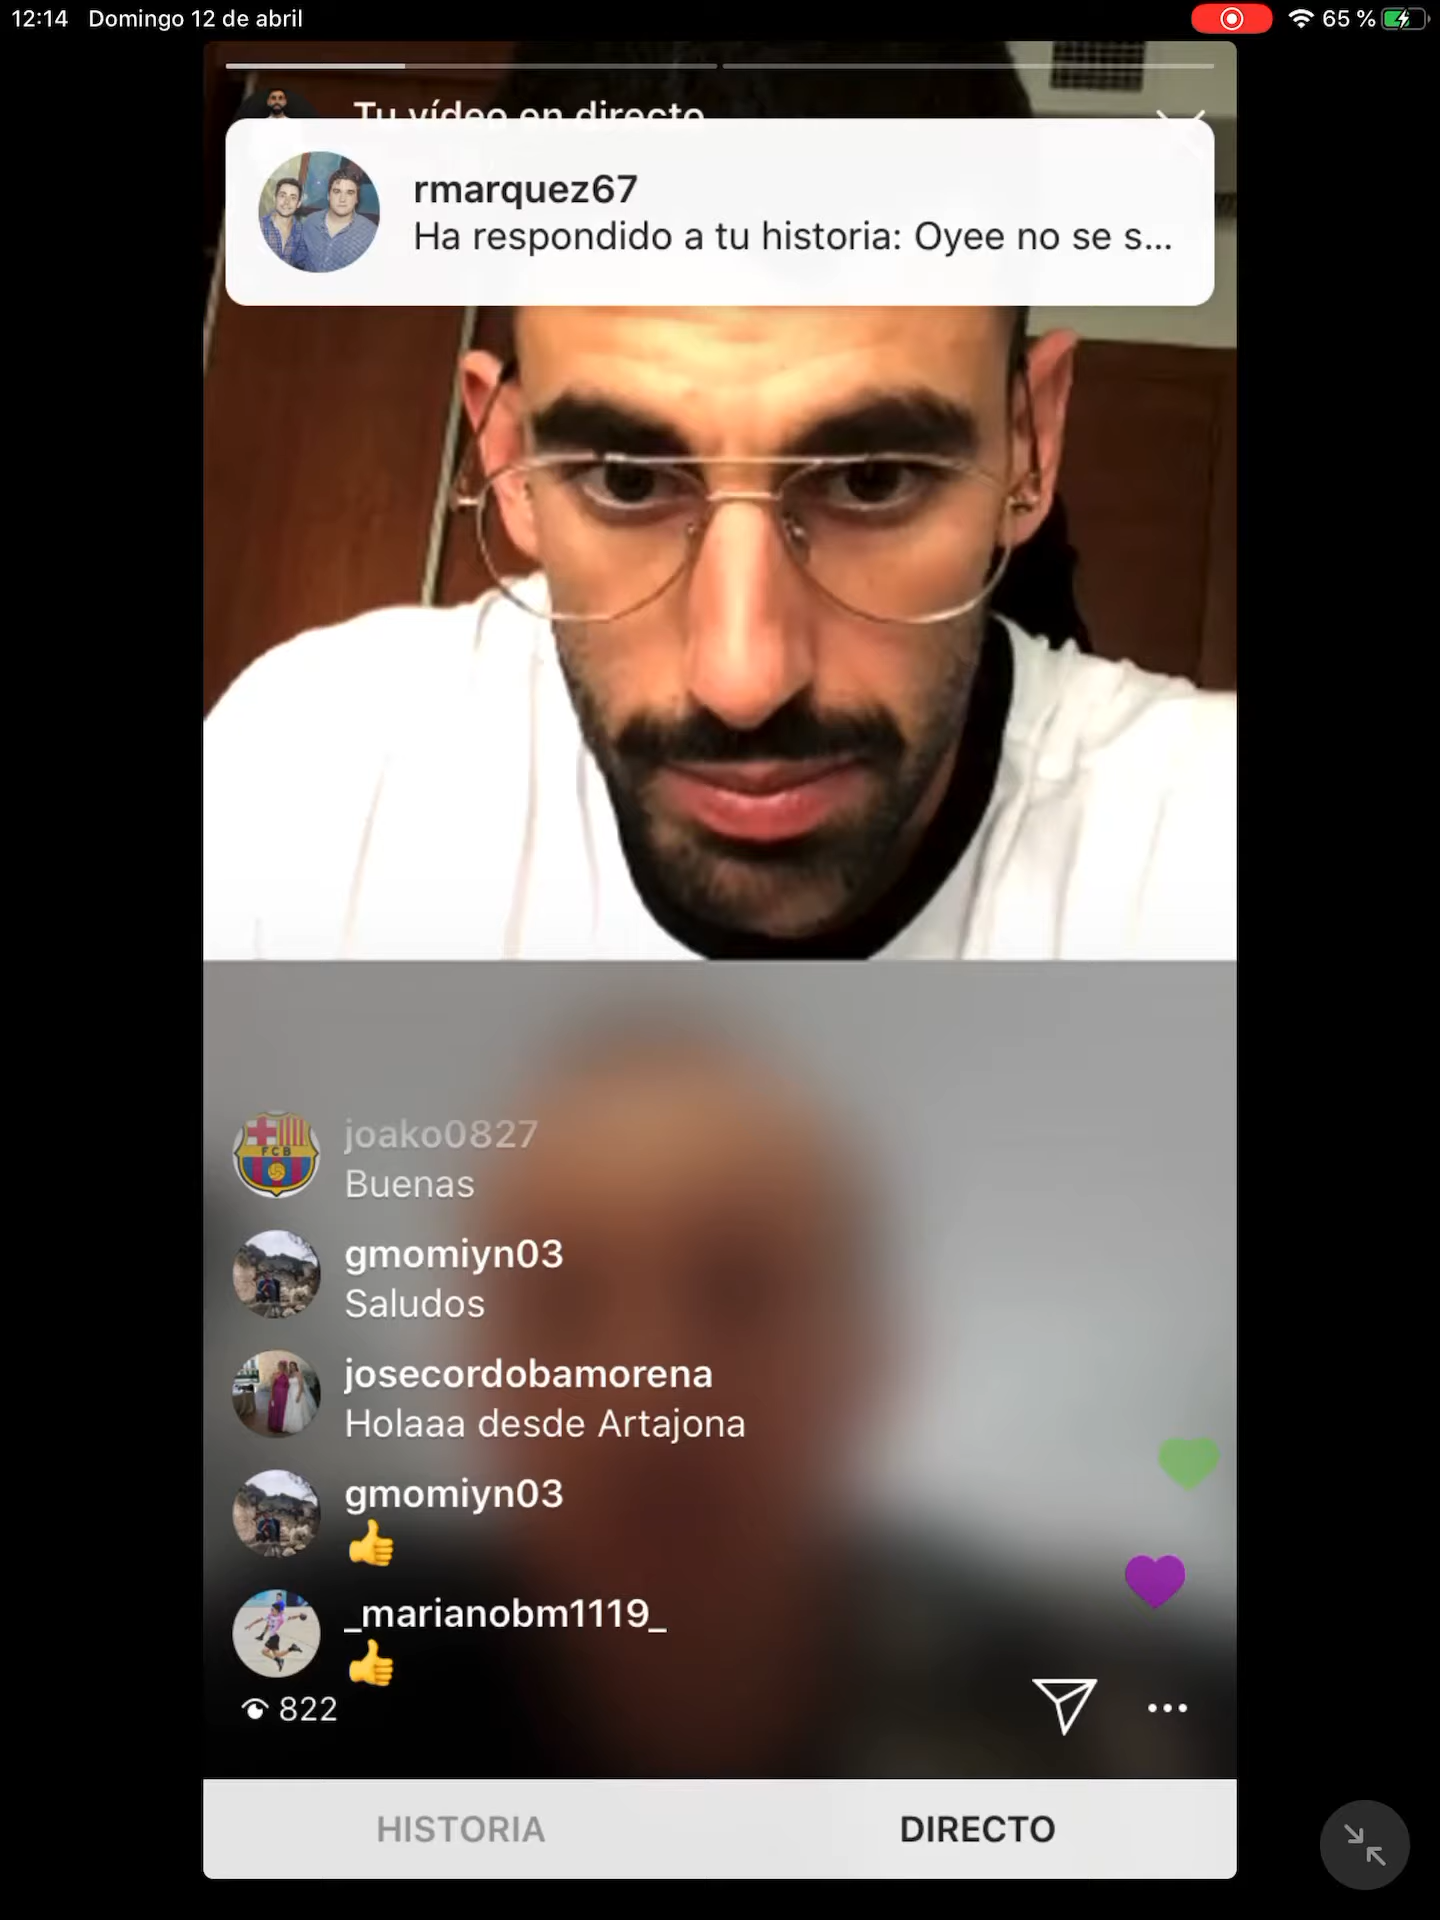 12:14 Domingo 12 de abril
65 %
Tu vídeo en directo
rmarquez67
Ha respondido a tu historia: Oyee no se s...
FCB
joako0827
Buenas
gmomiyn03
Saludos
josecordobamorena
Holaaa desde Artajona
gmomiyn03
👍
_marianobm1119_
👍
822
HISTORIA
DIRECTO